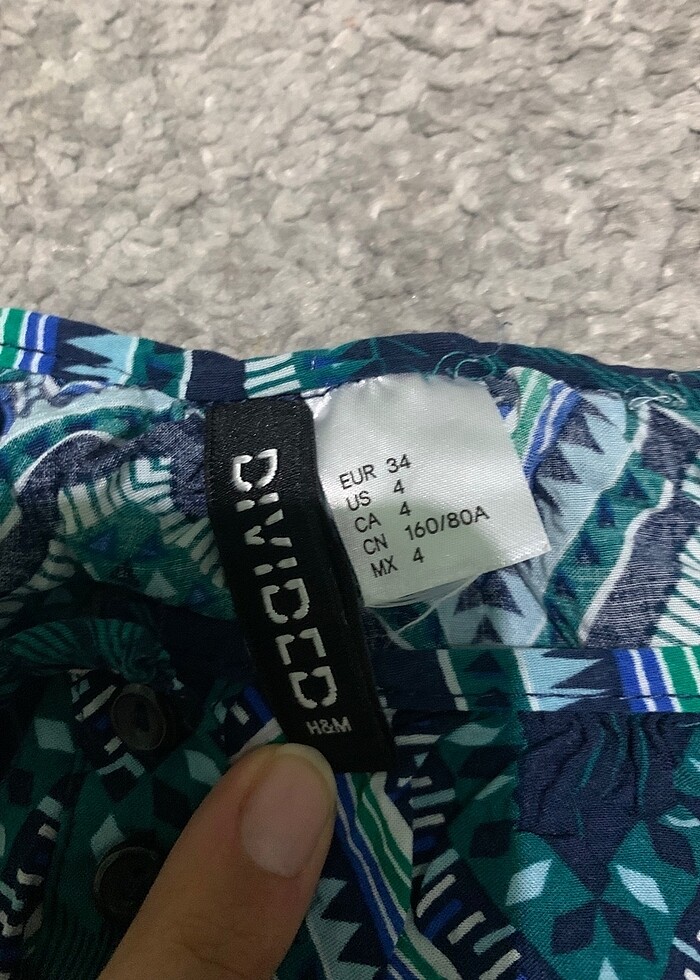 DIVIDED
H&M
EUR 34
US 4
CA 4
CN 160/80A
MX 4